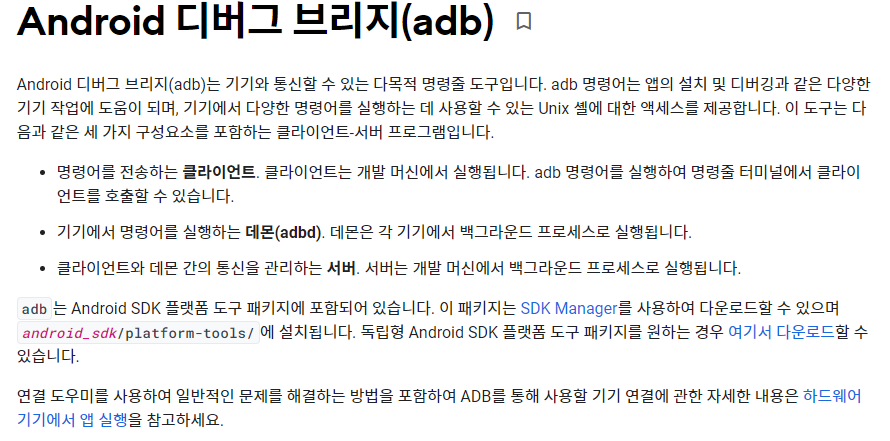 Android 디버그 브리지(adb)
Android 디버그 브리지(adb)는 기기와 통신할 수 있는 다목적 명령줄 도구입니다. adb 명령어는 앱의 설치 및 디버깅과 같은 다양한
기기 작업에 도움이 되며, 기기에서 다양한 명령어를 실행하는 데 사용할 수 있는 Unix 셸에 대한 액세스를 제공합니다. 이 도구는 다
음과 같은 세 가지 구성요소를 포함하는 클라이언트-서버 프로그램입니다.
• 명령어를 전송하는 클라이언트. 클라이언트는 개발 머신에서 실행됩니다. adb 명령어를 실행하여 명령줄 터미널에서 클라이
언트를 호출할 수 있습니다.
• 기기에서 명령어를 실행하는 데몬(adbd). 데몬은 각 기기에서 백그라운드 프로세스로 실행됩니다.
• 클라이언트와 데몬 간의 통신을 관리하는 서버. 서버는 개발 머신에서 백그라운드 프로세스로 실행됩니다.
adb 는 Android SDK 플랫폼 도구 패키지에 포함되어 있습니다. 이 패키지는 SDK Manager를 사용하여 다운로드할 수 있으며
android_sdk/platform-tools/에 설치됩니다. 독립형 Android SDK 플랫폼 도구 패키지를 원하는 경우 여기서 다운로드할 수
있습니다.
연결 도우미를 사용하여 일반적인 문제를 해결하는 방법을 포함하여 ADB를 통해 사용할 기기 연결에 관한 자세한 내용은 하드웨어
기기에서 앱 실행을 참고하세요.